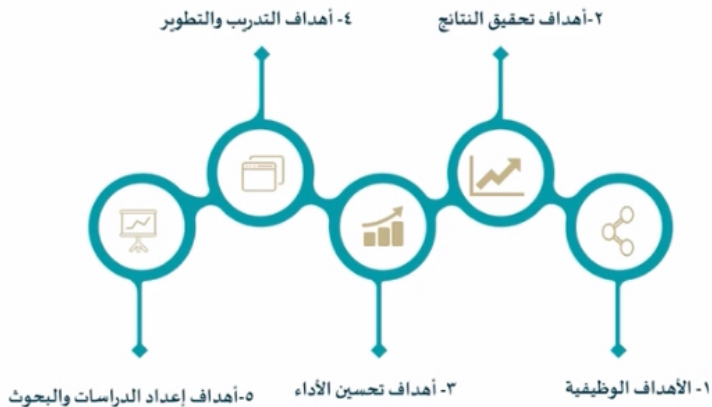 ١- الأهداف الوظيفية
٢-أهداف تحقيق النتائج
٣- أهداف تحسين الأداء
٤- أهداف التدريب والتطوير
٥-أهداف إعداد الدراسات والبحوث